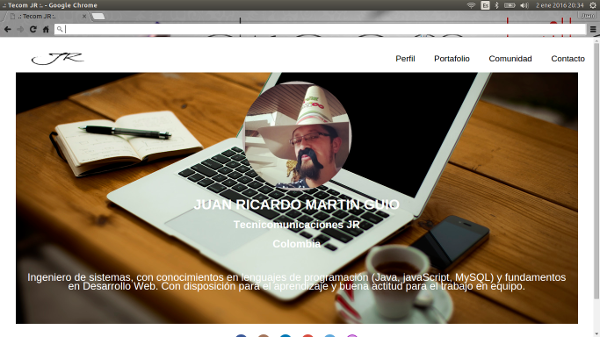 .: Tecom JR :. - Google Chrome
Es
2 ene 2016 20:34
.: Tecom JR :.
JR
Perfil Portafolio Comunidad Contacto
JUAN RICARDO MARTIN GUIO
Tecnicomunicaciones JR
Colombia
Ingeniero de sistemas, con conocimientos en lenguajes de programación (Java, javaScript, MySQL) y fundamentos
en Desarrollo Web. Con disposición para el aprendizaje y buena actitud para el trabajo en equipo.